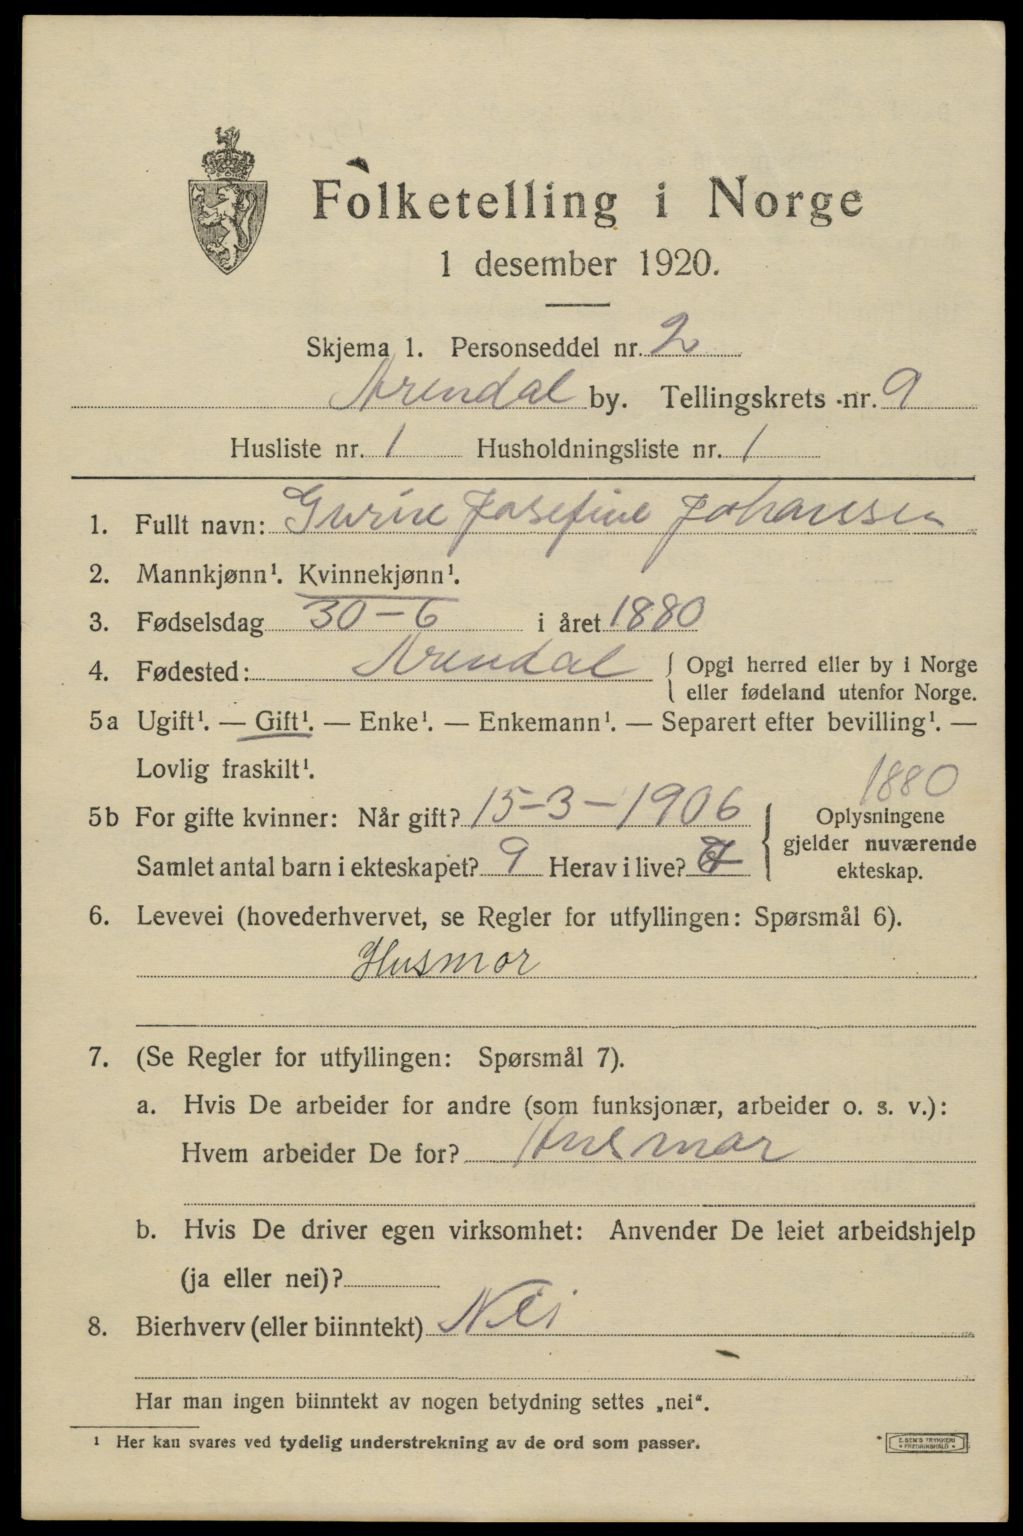 Folketelling i Norge
1 desember 1920.
Skjema 1. Personseddel nr. 2
Arendal by. Tellingskrets nr. 9
Husliste nr. 1 Husholdningsliste nr. 1
1. Fullt navn: Gurine Josefine Johanssen
2. Mannkjønn¹. Kvinnekjønn¹.
3. Fødselsdag 30-6 i året 1880
4. Fødested: Arendal { Opgi herred eller by i Norge
eller fødeland utenfor Norge.
5a Ugift¹. — Gift¹. — Enke¹. — Enkemann¹. — Separert efter bevilling¹. —
Lovlig fraskilt¹.
1880
5b For gifte kvinner: Når gift? 15-3-1906 { Oplysningene
gjelder nuværende
Samlet antal barn i ekteskapet? 9 Herav i live?
ekteskap.
6. Levevei (hovederhvervet, se Regler for utfyllingen: Spørsmål 6).
Husmor
7. (Se Regler for utfyllingen: Spørsmål 7).
a. Hvis De arbeider for andre (som funksjonær, arbeider o. s. v.):
Hvem arbeider De for? Husmor
b. Hvis De driver egen virksomhet: Anvender De leiet arbeidshjelp
(ja eller nei)?
8. Bierhverv (eller biinntekt) Nei
Har man ingen biinntekt av nogen betydning settes „nei“.
¹ Her kan svares ved tydelig understrekning av de ord som passer.